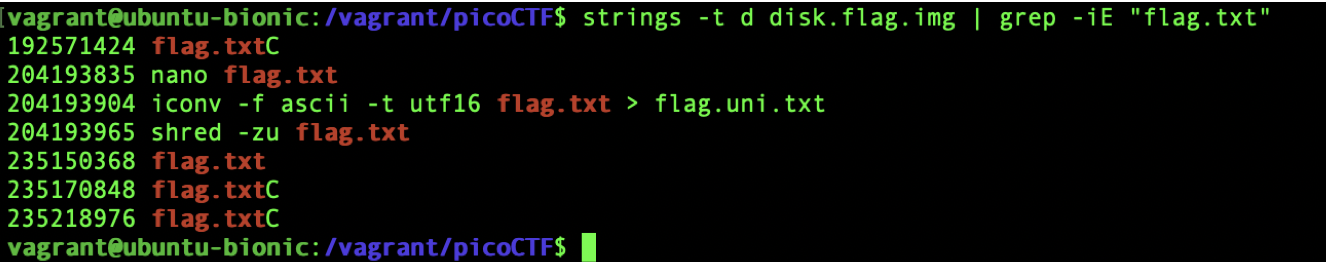 [vagrant@ubuntu-bionic:/vagrant/picoCTF$ strings -t d disk.flag.img | grep -iE "flag.txt"
192571424 flag.txtC
204193835 nano flag.txt
204193904 iconv -f ascii -t utf16 flag.txt > flag.uni.txt
204193965 shred -zu flag.txt
235150368 flag.txt
235170848 flag.txtC
235218976 flag.txtC
vagrant@ubuntu-bionic:/vagrant/picoCTF$